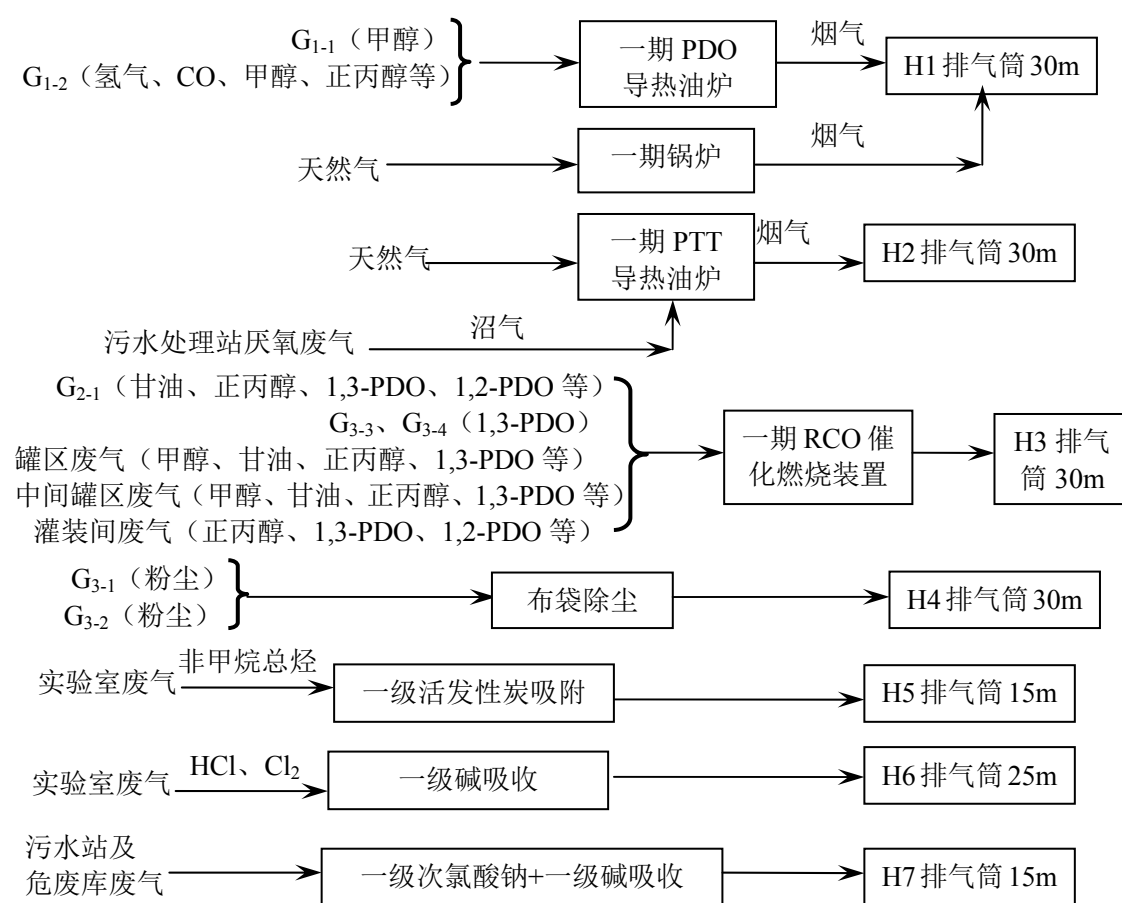 G1-1（甲醇）
G1-2（氢气、CO、甲醇、正丙醇等）
一期 PDO
导热油炉
烟气
H1 排气筒 30m
天然气
一期锅炉
烟气
天然气
一期 PTT
导热油炉
烟气
H2 排气筒 30m
污水处理站厌氧废气
沼气
G2-1（甘油、正丙醇、1,3-PDO、1,2-PDO 等）
G3-3、G3-4（1,3-PDO）
罐区废气（甲醇、甘油、正丙醇、1,3-PDO 等）
中间罐区废气（甲醇、甘油、正丙醇、1,3-PDO 等）
灌装间废气（正丙醇、1,3-PDO、1,2-PDO 等）
一期 RCO 催
化燃烧装置
H3 排气
筒 30m
G3-1（粉尘）
G3-2（粉尘）
布袋除尘
H4 排气筒 30m
实验室废气
非甲烷总烃
一级活发性炭吸附
H5 排气筒 15m
实验室废气
HCl、Cl2
一级碱吸收
H6 排气筒 25m
污水站及
危废库废气
一级次氯酸钠+一级碱吸收
H7 排气筒 15m